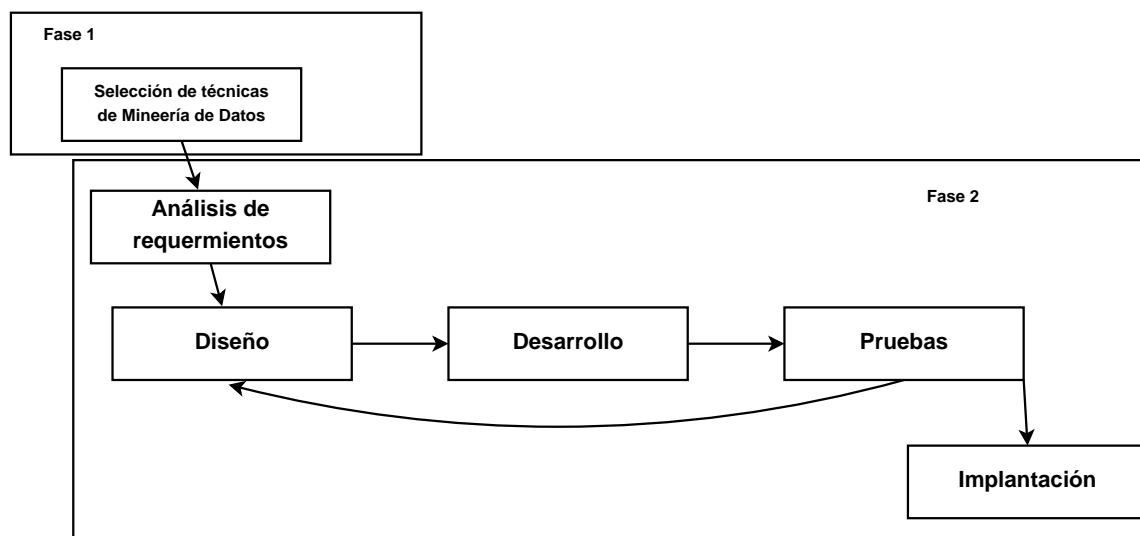 Fase 1
Selección de técnicas
de Mineería de Datos
Fase 2
Análisis de
requermientos
Diseño
Desarrollo
Pruebas
Implantación